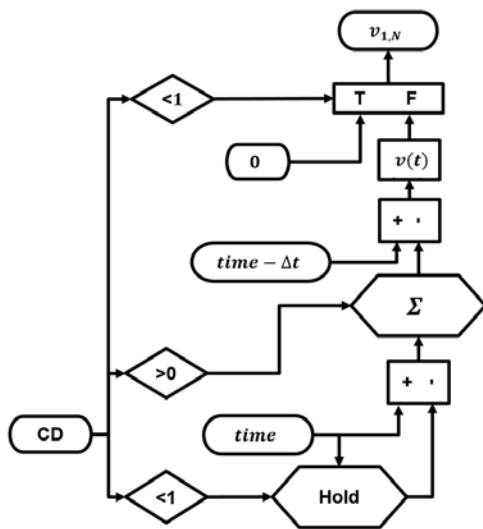 v₁,N
<1
T F
0
v(t)
+ -
time − Δt
Σ
>0
+ -
CD
time
<1
Hold